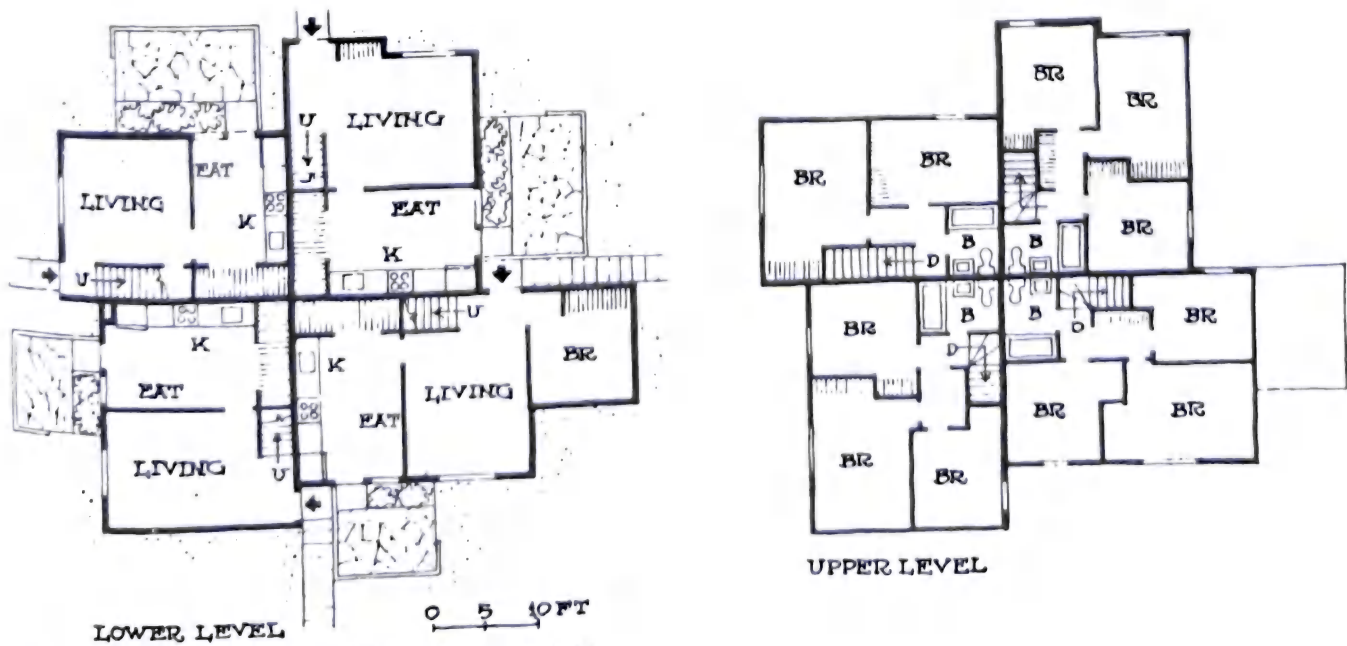 LIVING
EAT
K
U
U
LIVING
EAT
K
K
EAT
LIVING
U
U
K
LIVING
EAT
BR
LOWER LEVEL
0 5 10 FT
BR
BR
B
D
BR
BR
BR
B
BR
B
D
BR
BR
B
D
BR
BR
BR
UPPER LEVEL